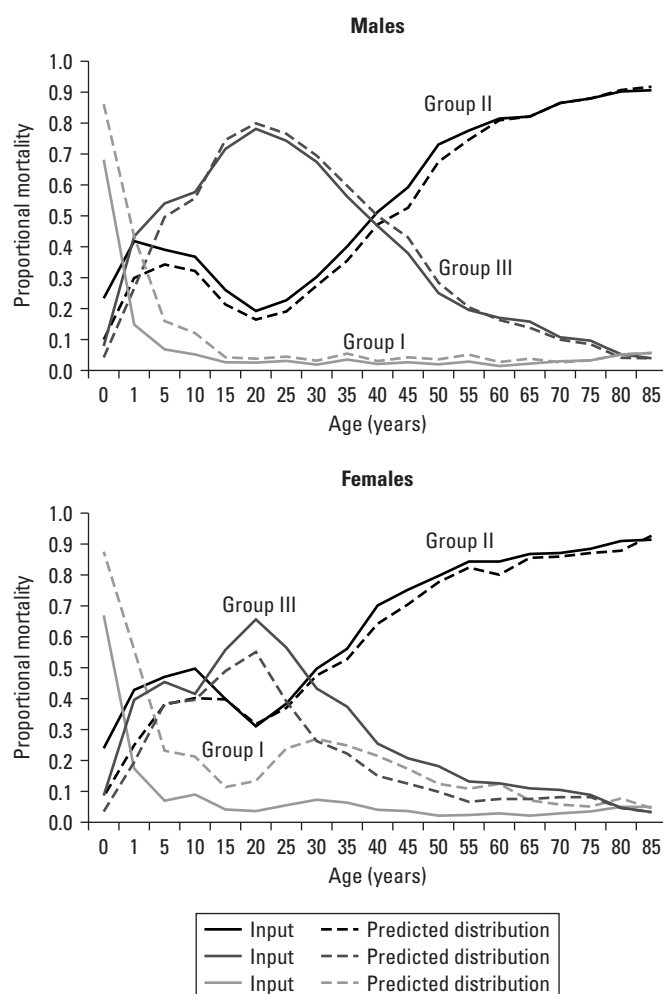 Males
Proportional mortality
1.0
0.9
0.8
0.7
0.6
0.5
0.4
0.3
0.2
0.1
0.0
Group II
Group III
Group I
0 1 5 10 15 20 25 30 35 40 45 50 55 60 65 70 75 80 85
Age (years)
Females
Proportional mortality
1.0
0.9
0.8
0.7
0.6
0.5
0.4
0.3
0.2
0.1
0.0
Group II
Group III
Group I
0 1 5 10 15 20 25 30 35 40 45 50 55 60 65 70 75 80 85
Age (years)
Input Predicted distribution
Input Predicted distribution
Input Predicted distribution